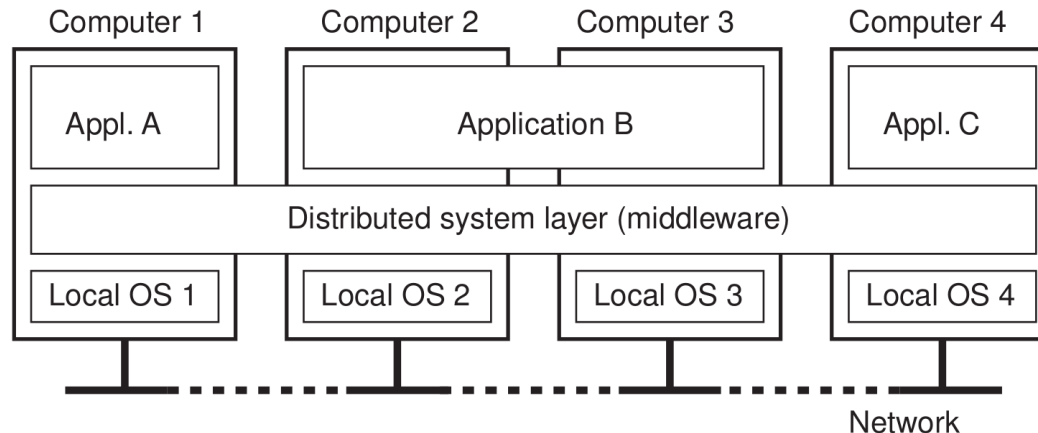 Computer 1
Computer 2
Computer 3
Computer 4
Appl. A
Application B
Appl. C
Distributed system layer (middleware)
Local OS 1
Local OS 2
Local OS 3
Local OS 4
Network